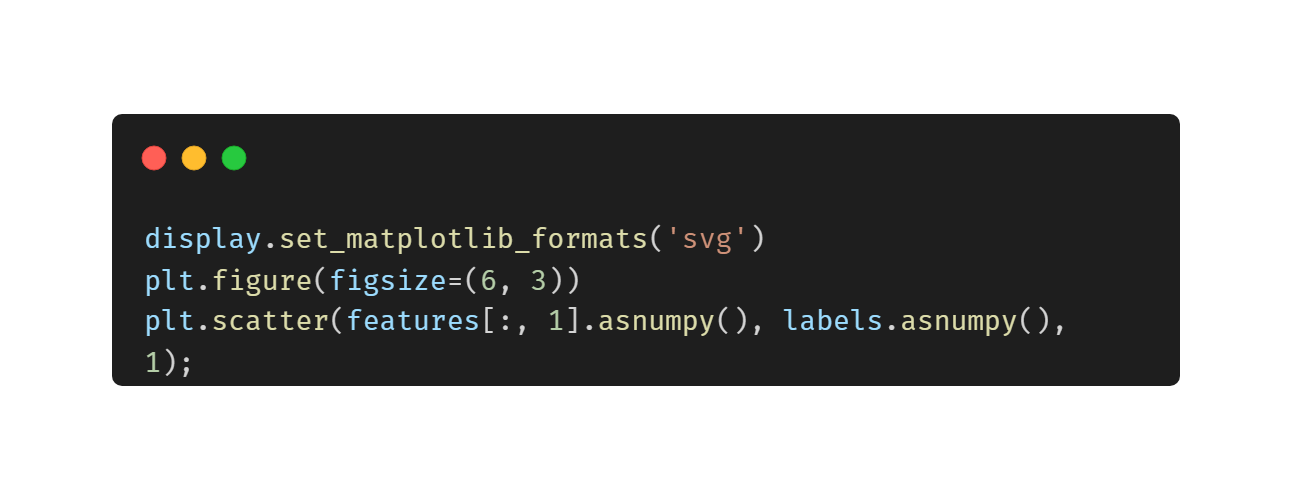 display.set_matplotlib_formats('svg')
plt.figure(figsize=(6, 3))
plt.scatter(features[:, 1].asnumpy(), labels.asnumpy(),
1);